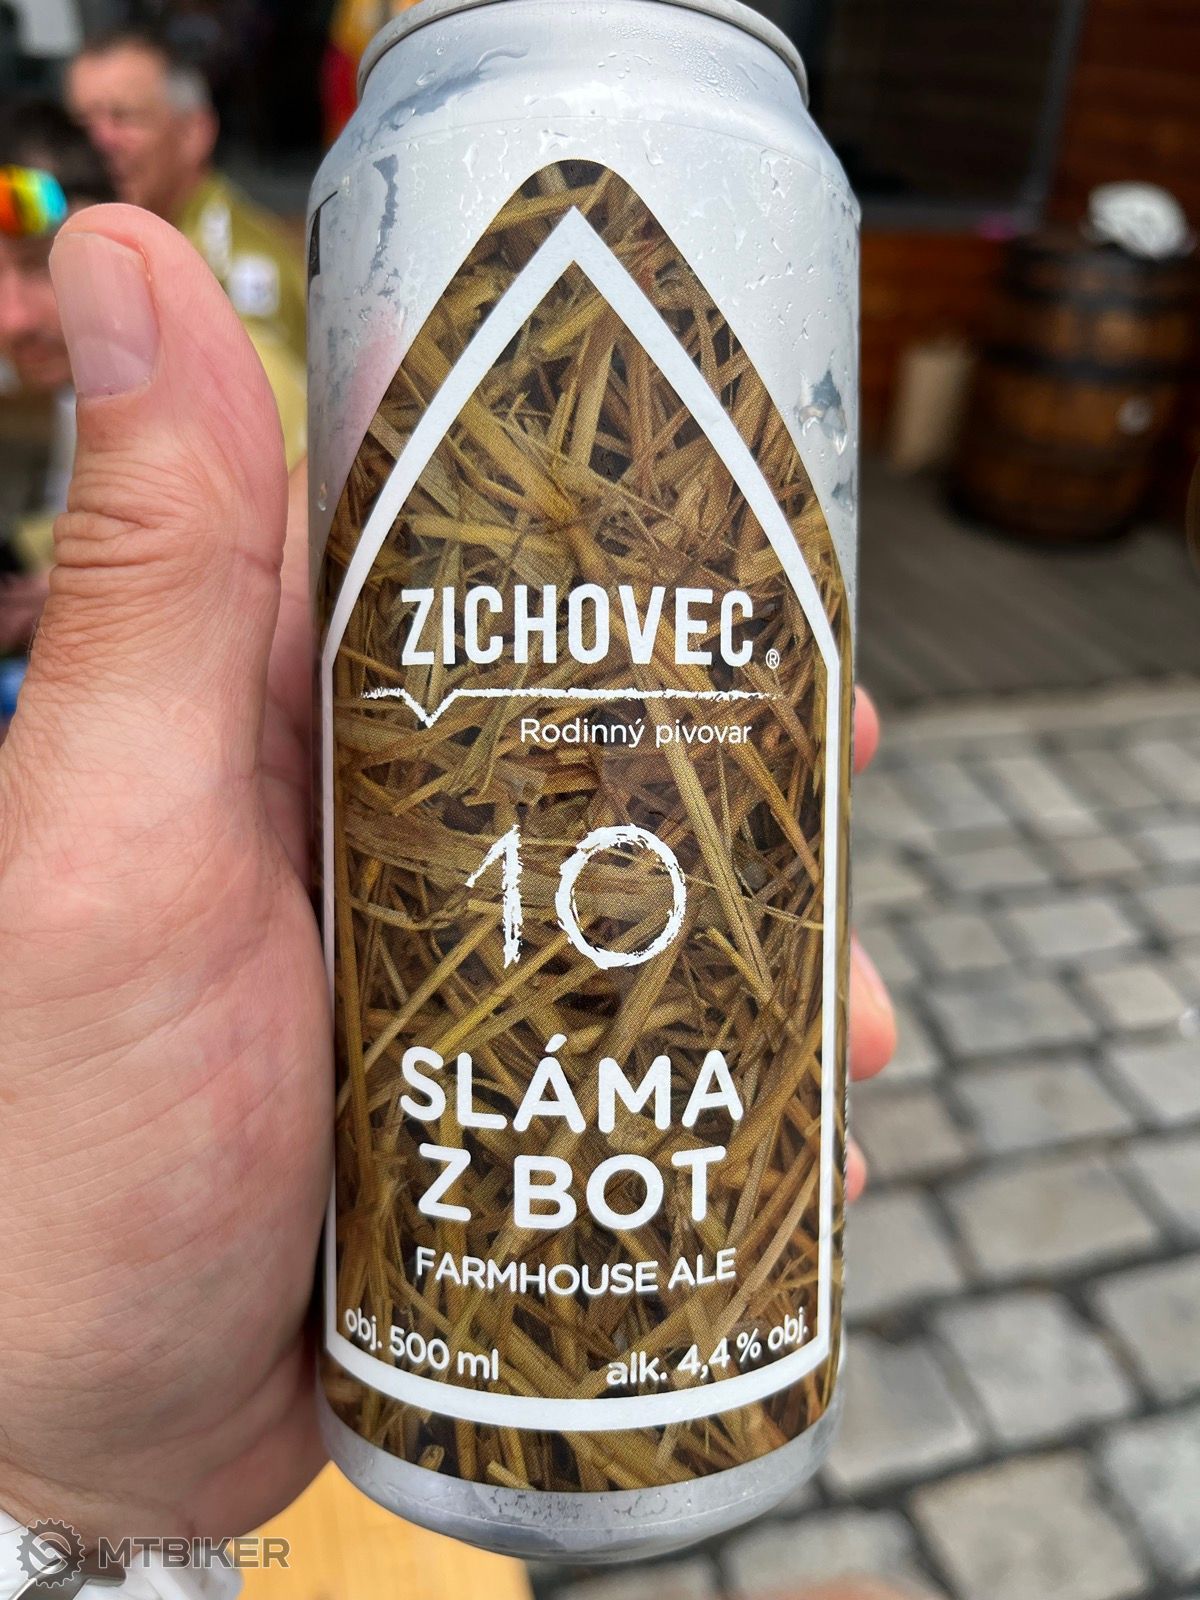 ZICHOVEC®
Rodinný pivovar
10
SLÁMA
Z BOT
FARMHOUSE ALE
obj. 500 ml alk. 4,4 % obj.
MTBIKER